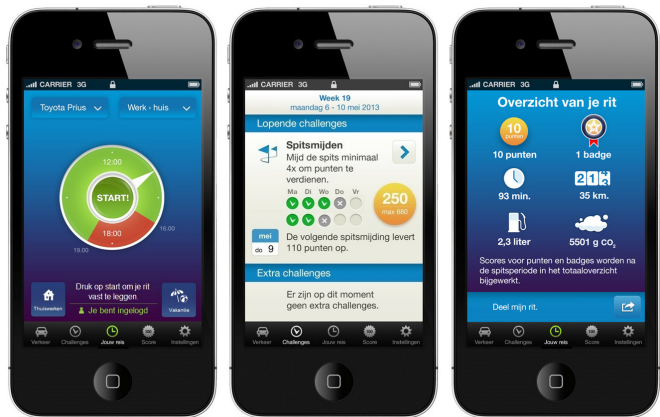 CARRIER 3G
Toyota Prius
Werk › huis
12:00
START!
18:00
16.00
18.00
Druk op start om je rit
vast te leggen.
Je bent ingelogd
Thuiswerken
Vakantie
Verkeer Challenges Jouw reis Score Instellingen
CARRIER 3G
Week 19
maandag 6 - 10 mei 2013
Lopende challenges
Spitsmijden
Mijd de spits minimaal
4x om punten te
verdienen.
Ma Di Wo Do Vr
250
max 660
mei
do 9
De volgende spitsmijding levert
110 punten op.
Extra challenges
Er zijn op dit moment
geen extra challenges.
Verkeer Challenges Jouw reis Score Instellingen
CARRIER 3G
Overzicht van je rit
10
punten
10 punten
1 badge
93 min.
35 km.
2,3 liter
5501 g CO2
Scores voor punten en badges worden na
de spitsperiode in het totaaloverzicht
bijgewerkt.
Deel mijn rit.
Verkeer Challenges Jouw reis Score Instellingen